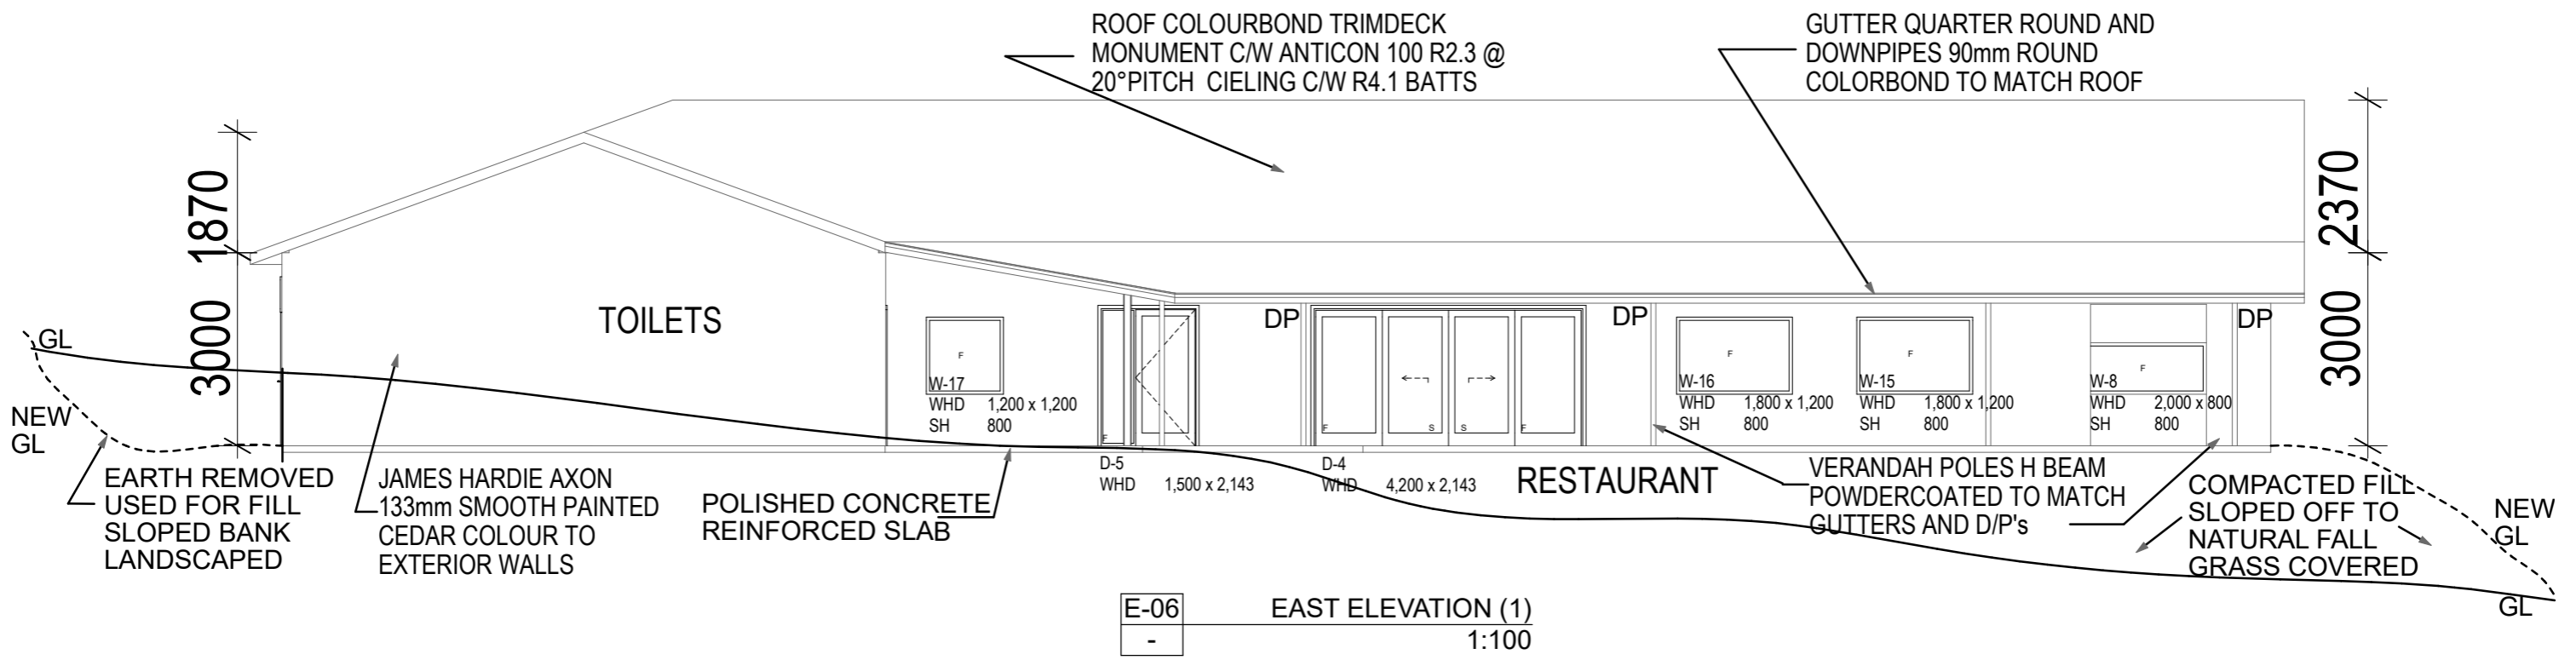 ROOF COLOURBOND TRIMDECK
MONUMENT C/W ANTICON 100 R2.3 @
20°PITCH CIELING C/W R4.1 BATTS
GUTTER QUARTER ROUND AND
DOWNPIPES 90mm ROUND
COLORBOND TO MATCH ROOF
1870
3000
2370
3000
TOILETS
GL
NEW
GL
EARTH REMOVED
USED FOR FILL
SLOPED BANK
LANDSCAPED
JAMES HARDIE AXON
133mm SMOOTH PAINTED
CEDAR COLOUR TO
EXTERIOR WALLS
POLISHED CONCRETE
REINFORCED SLAB
F
W-17
WHD 1,200 x 1,200
SH 800
F
D-5
WHD 1,500 x 2,143
DP
F
S
S
F
D-4
WHD 4,200 x 2,143
RESTAURANT
DP
F
W-16
WHD 1,800 x 1,200
SH 800
F
W-15
WHD 1,800 x 1,200
SH 800
F
W-8
WHD 2,000 x 800
SH 800
DP
VERANDAH POLES H BEAM
POWDERCOATED TO MATCH
GUTTERS AND D/P's
COMPACTED FILL
SLOPED OFF TO
NATURAL FALL
GRASS COVERED
NEW
GL
GL
E-06 EAST ELEVATION (1)
- 1:100